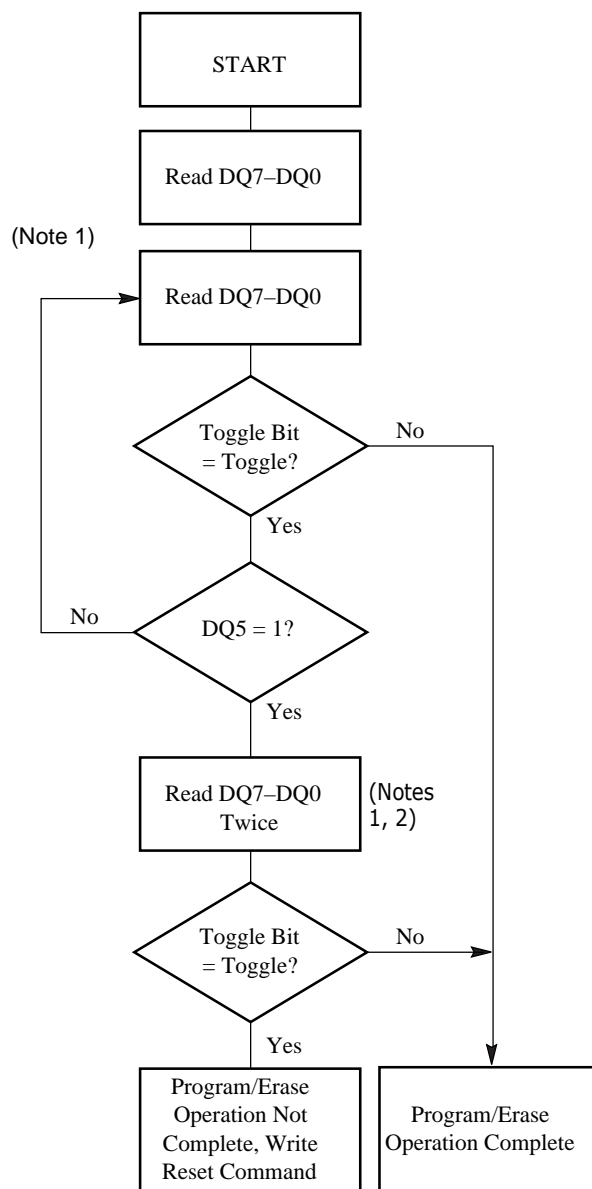 START
Read DQ7–DQ0
(Note 1)
Read DQ7–DQ0
Toggle Bit
= Toggle?
No
Yes
No
DQ5 = 1?
Yes
Read DQ7–DQ0
Twice
(Notes
1, 2)
Toggle Bit
= Toggle?
No
Yes
Program/Erase
Operation Not
Complete, Write
Reset Command
Program/Erase
Operation Complete